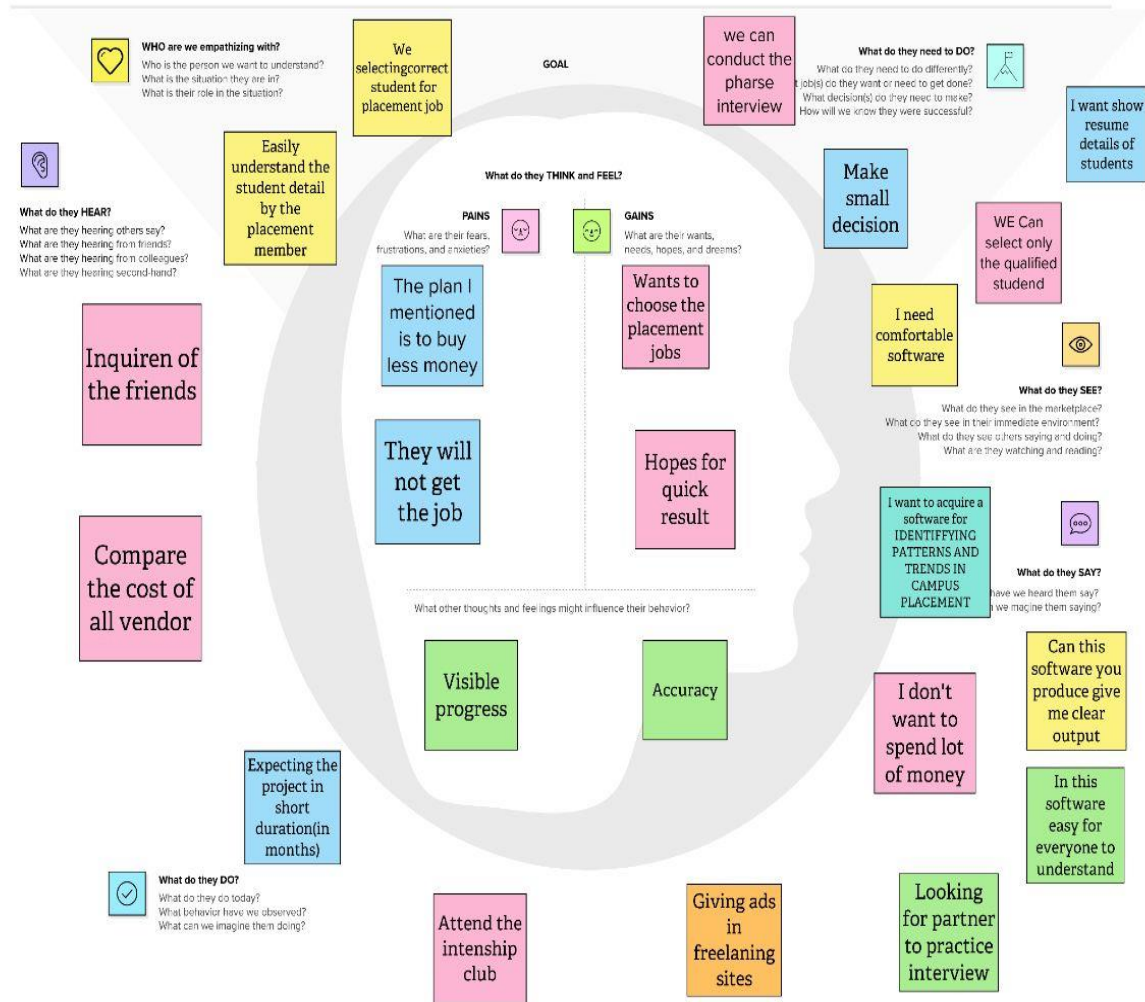 WHO are we empathizing with?
Who is the person we want to understand?
What is the situation they are in?
What is their role in the situation?
We
selectingcorrect
student for
placement job
GOAL
we can
conduct the
pharse
interview
What do they need to DO?
What do they need to do differently?
job(s) do they want or need to get done?
What decision(s) do they need to make?
How will we know they were successful?
I want show
resume
details of
students
Easily
understand the
student detail
by the
placement
member
What do they HEAR?
What are they hearing others say?
What are they hearing from friends?
What are they hearing from colleagues?
What are they hearing second-hand?
What do they THINK and FEEL?
PAINS
What are their fears,
frustrations, and anxieties?
GAINS
What are their wants,
needs, hopes, and dreams?
Make
small
decision
WE Can
select only
the qualified
studend
The plan I
mentioned
is to buy
less money
Wants to
choose the
placement
jobs
I need
comfortable
software
Inquiren of
the friends
What do they SEE?
What do they see in the marketplace?
What do they see in their immediate environment?
What do they see others saying and doing?
What are they watching and reading?
They will
not get
the job
Hopes for
quick
result
Compare
the cost of
all vendor
I want to acquire a
software for
IDENTIFFYING
PATTERNS AND
TRENDS IN
CAMPUS
PLACEMENT
What do they SAY?
have we heard them say?
we magine them saying?
What other thoughts and feelings might influence their behavior?
Visible
progress
Accuracy
I don't
want to
spend lot
of money
Can this
software you
produce give
me clear
output
Expecting the
project in
short
duration(in
months)
In this
software
easy for
everyone to
understand
What do they DO?
What do they do today?
What behavior have we observed?
What can we imagine them doing?
Attend the
intenship
club
Giving ads
in
freelaning
sites
Looking
for partner
to practice
interview